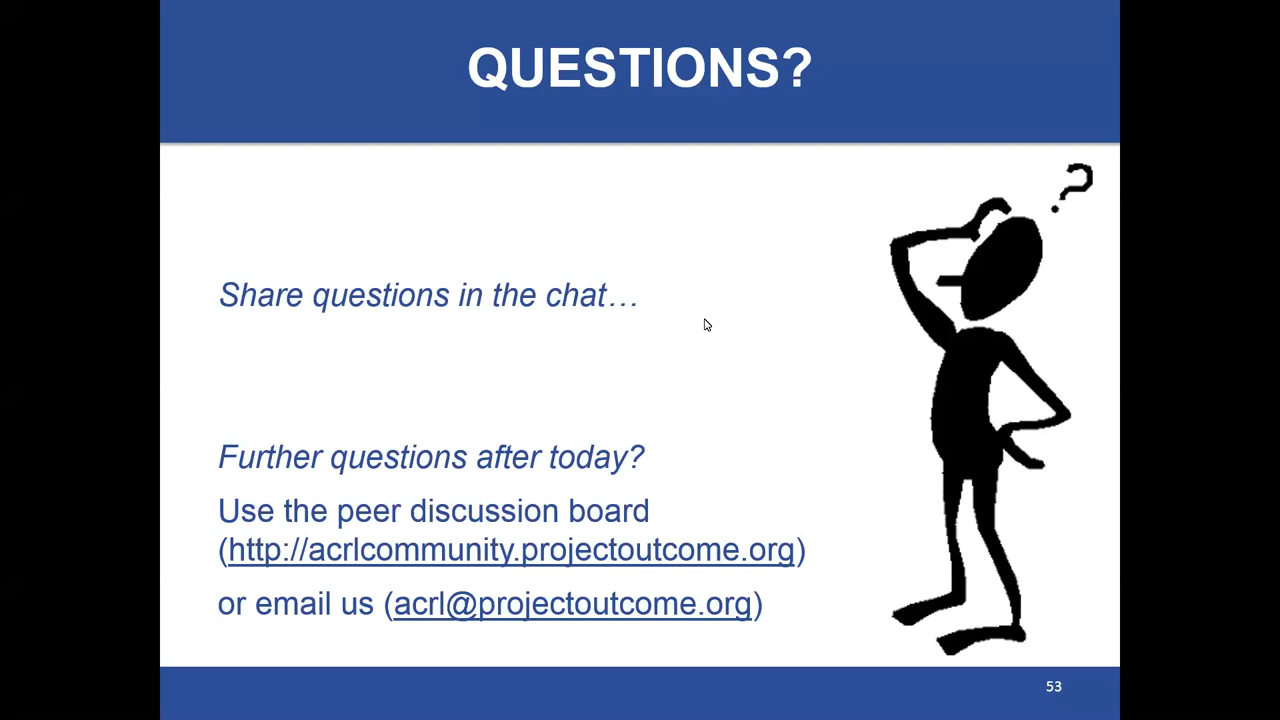 QUESTIONS?
?
Share questions in the chat…
Further questions after today?
Use the peer discussion board
(http://acrlcommunity.projectoutcome.org)
or email us (acrl@projectoutcome.org)
53